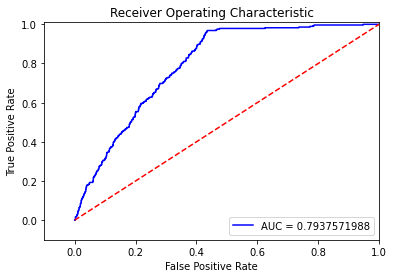 Receiver Operating Characteristic
True Positive Rate
1.0
0.8
0.6
0.4
0.2
0.0
AUC = 0.7937571988
0.0 0.2 0.4 0.6 0.8 1.0
False Positive Rate